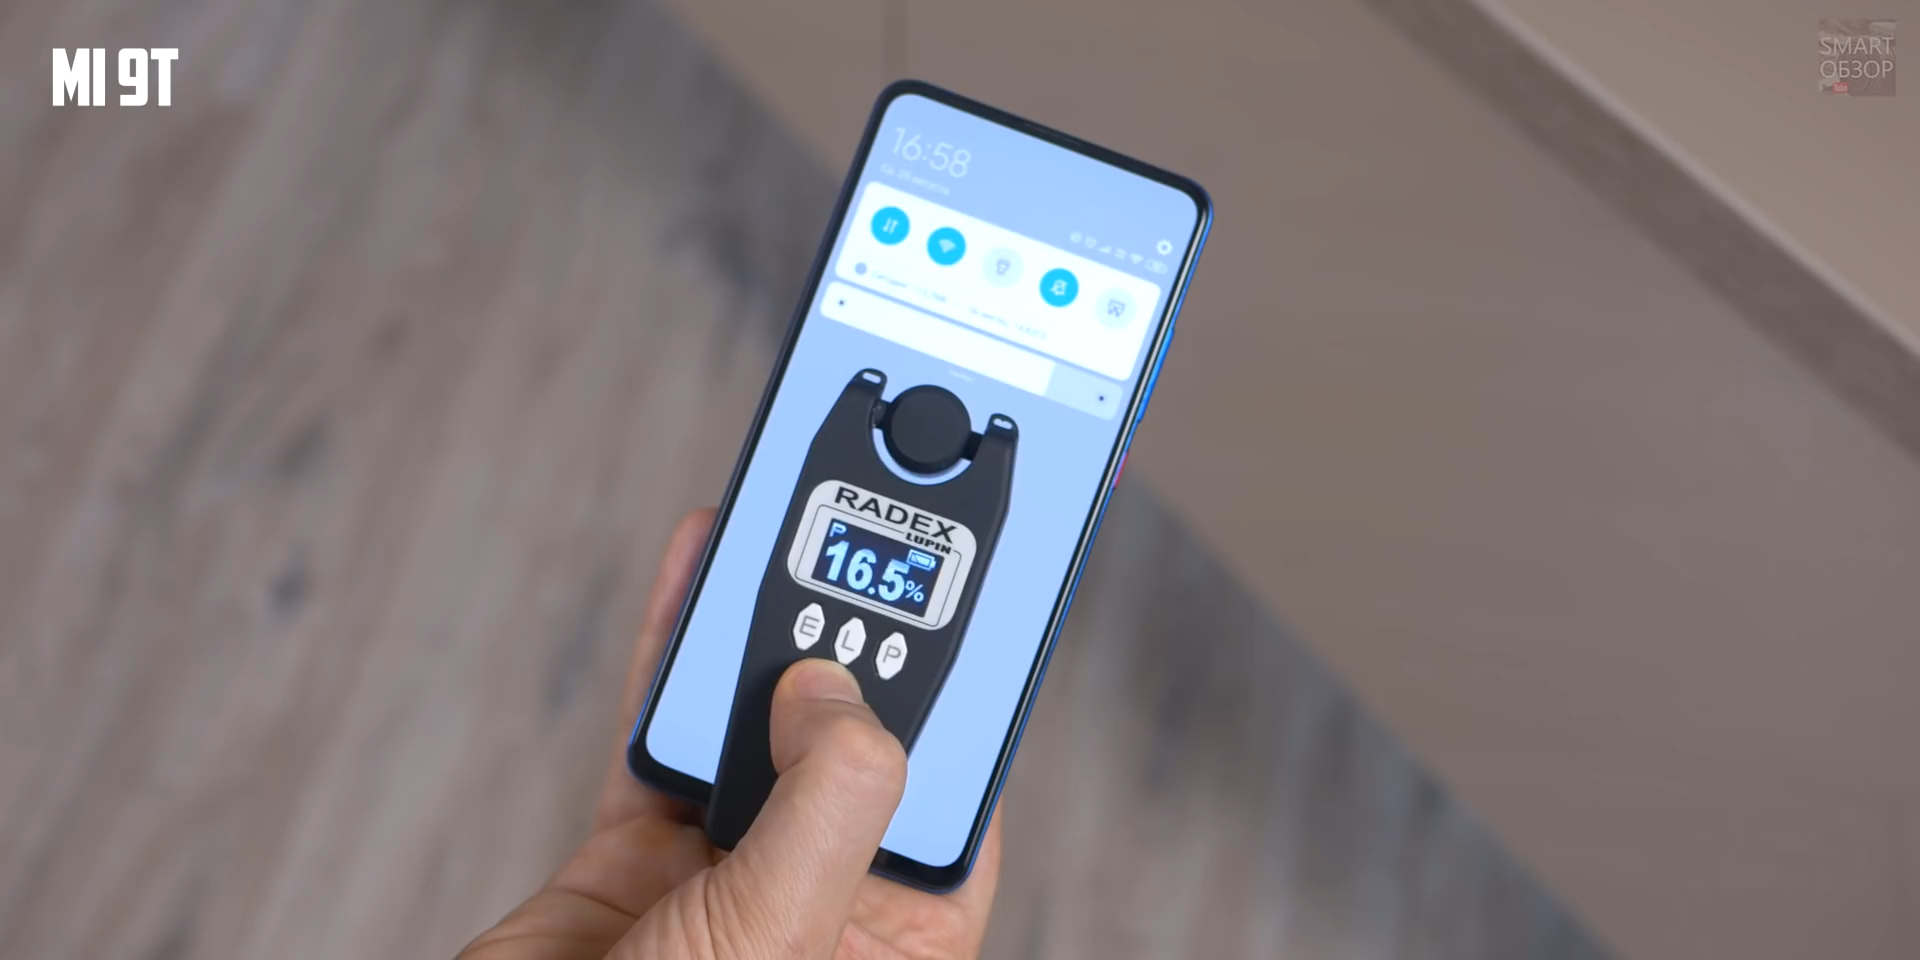 MI 9T
SMART
ОБЗОР
16:58
RADEX
LUPIN
P
16.5%
E L P